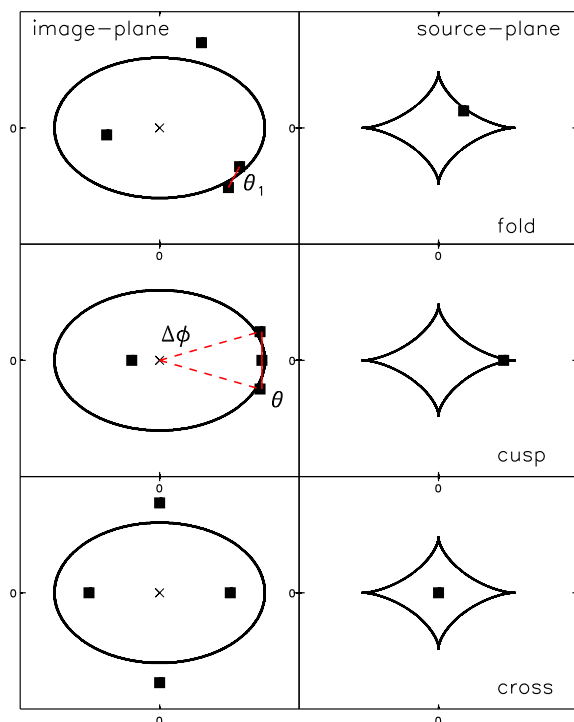 image-plane source-plane
0 0
θ1
fold
0 0
Δφ
0 0
θ
cusp
0 0
0 0
cross
0 0